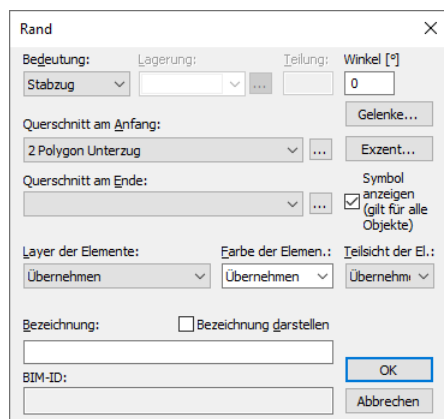 Rand
Bedeutung: Lagerung: Teilung: Winkel [°]
Stabzug ... 0
Gelenke...
Querschnitt am Anfang:
2 Polygon Unterzug ... Exzent...
Querschnitt am Ende:
...
Symbol
anzeigen
(gilt für alle
Objekte)
Layer der Elemente: Farbe der Elemen.: Teilsicht der El.:
Übernehmen Übernehmen Übernehm
Bezeichnung: Bezeichnung darstellen
BIM-ID:
OK
Abbrechen